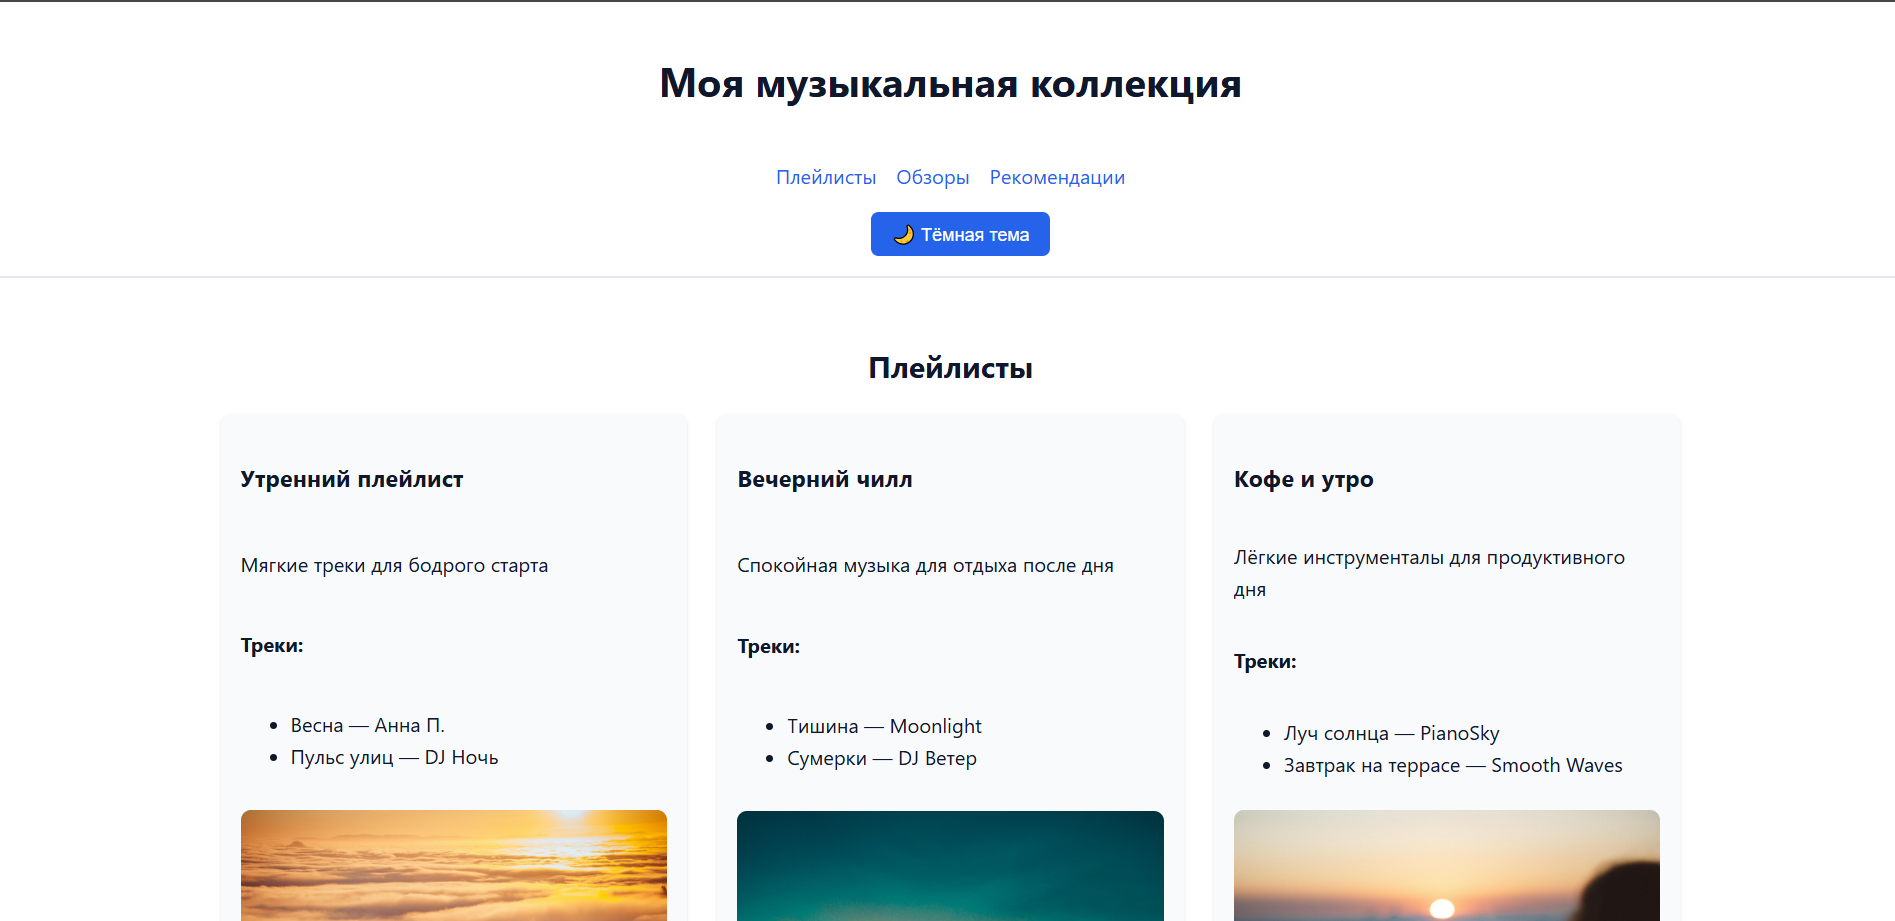 Моя музыкальная коллекция
Плейлисты Обзоры Рекомендации
🌙 Тёмная тема
Плейлисты
Утренний плейлист
Мягкие треки для бодрого старта
Треки:
• Весна — Анна П.
• Пульс улиц — DJ Ночь
Вечерний чилл
Спокойная музыка для отдыха после дня
Треки:
• Тишина — Moonlight
• Сумерки — DJ Ветер
Кофе и утро
Лёгкие инструменталы для продуктивного
дня
Треки:
• Луч солнца — PianoSky
• Завтрак на террасе — Smooth Waves